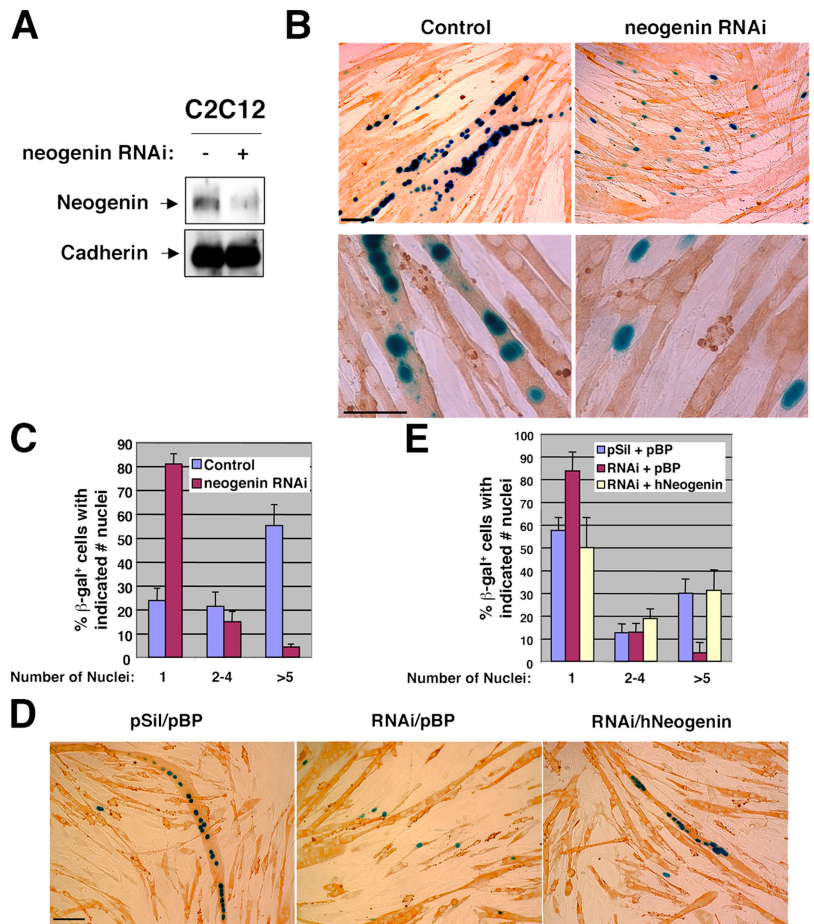 A
C2C12
neogenin RNAi: - +
Neogenin
Cadherin
B
Control neogenin RNAi
C
% β-gal+ cells with
indicated # nuclei
90
80
70
60
50
40
30
20
10
0
Control
neogenin RNAi
Number of Nuclei: 1 2-4 >5
E
% β-gal+ cells with
indicated # nuclei
100
90
80
70
60
50
40
30
20
10
0
pSil + pBP
RNAi + pBP
RNAi + hNeogenin
Number of Nuclei: 1 2-4 >5
D
pSil/pBP RNAi/pBP RNAi/hNeogenin